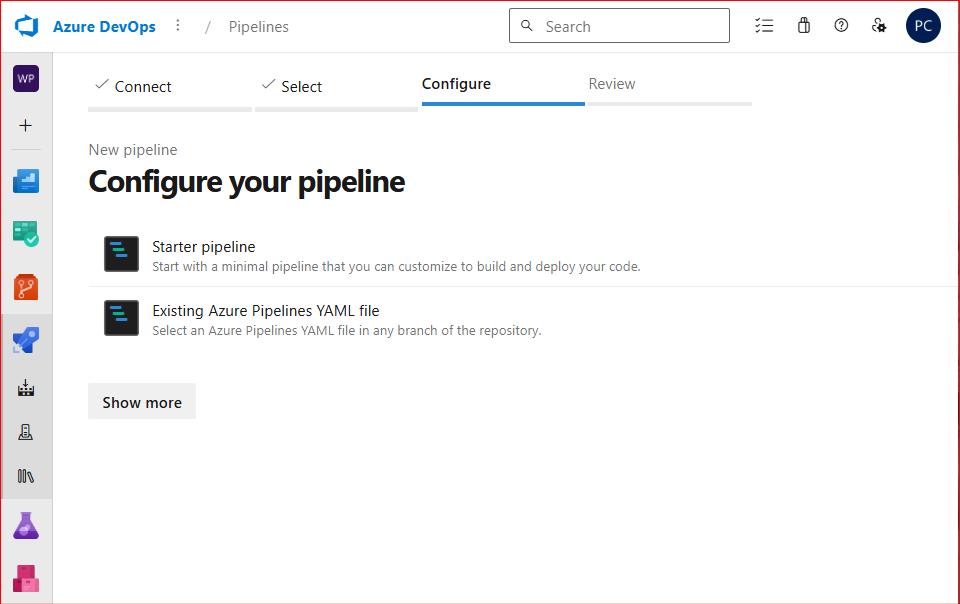 Azure DevOps / Pipelines Search PC
WP
Connect Select Configure Review
New pipeline
Configure your pipeline
Starter pipeline
Start with a minimal pipeline that you can customize to build and deploy your code.
Existing Azure Pipelines YAML file
Select an Azure Pipelines YAML file in any branch of the repository.
Show more